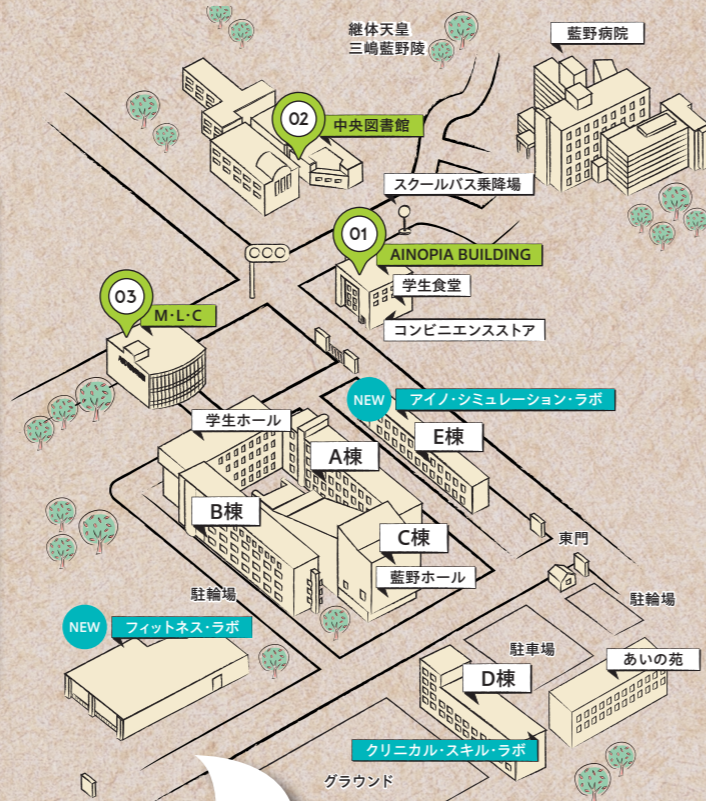 継体天皇
三嶋藍野陵
藍野病院
02
中央図書館
スクールバス乗降場
01
AINOPIA BUILDING
学生食堂
03
M・L・C
コンビニエンスストア
NEW
アイノ・シミュレーション・ラボ
学生ホール
E棟
A棟
B棟
C棟
東門
藍野ホール
駐輪場
駐輪場
NEW
フィットネス・ラボ
駐車場
あいの苑
D棟
クリニカル・スキル・ラボ
グラウンド